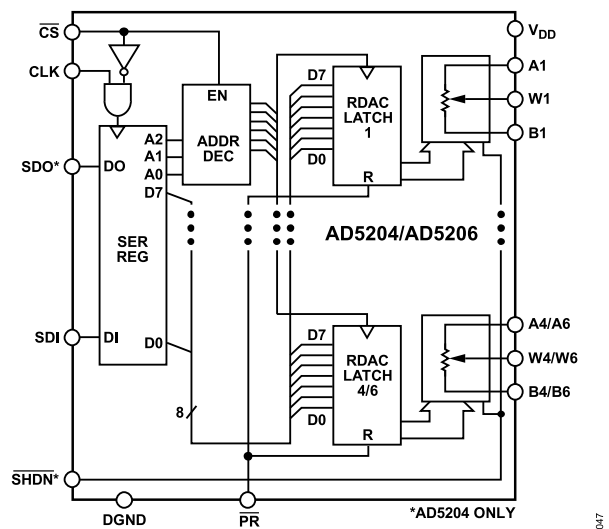 CS
CLK
SDO*
SDI
SHDN*
DGND
PR
VDD
A1
W1
B1
A4/A6
W4/W6
B4/B6
EN
ADDR
DEC
A2
A1
A0
D7
DO
SER
REG
DI
D0
8
D7
RDAC
LATCH
1
D0
R
AD5204/AD5206
D7
RDAC
LATCH
4/6
D0
R
*AD5204 ONLY
047